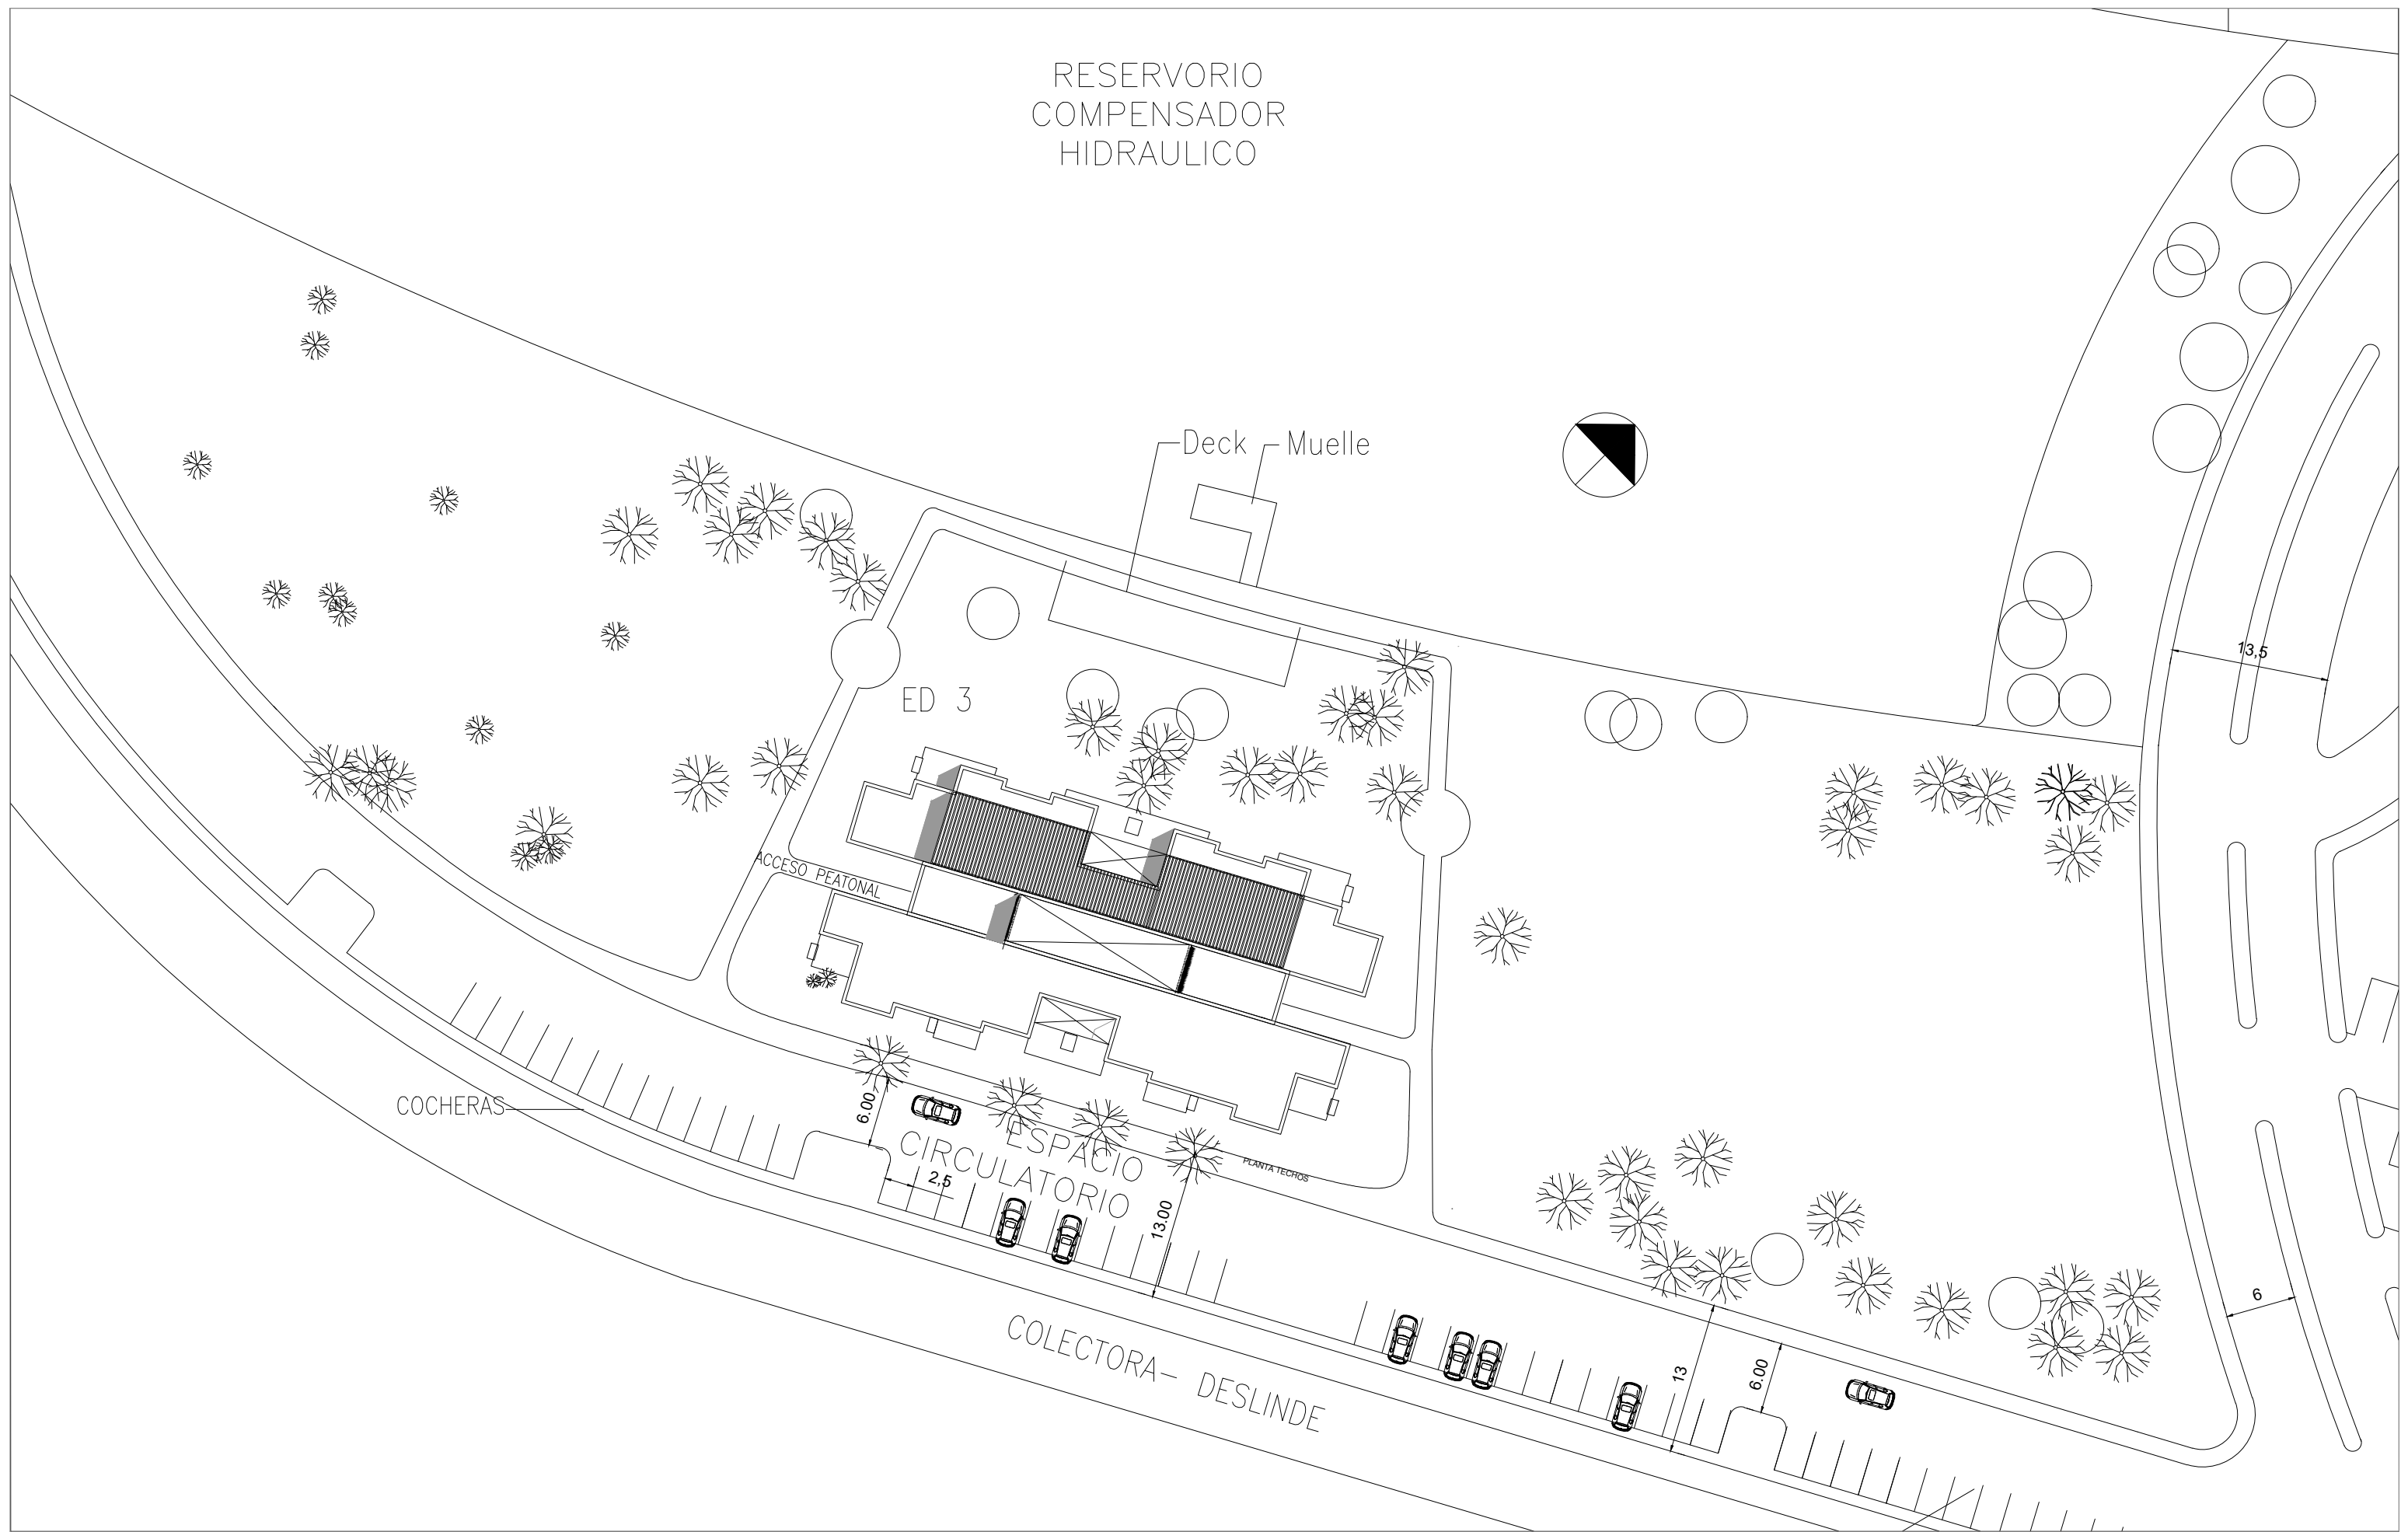 RESERVORIO
COMPENSADOR
HIDRAULICO
Deck
Muelle
13,5
ED 3
ACCESO PEATONAL
COCHERAS
6.00
ESPACIO
CIRCULATORIO
2,5
13.00
PLANTA TECHOS
6
COLECTORA- DESLINDE
13
6.00